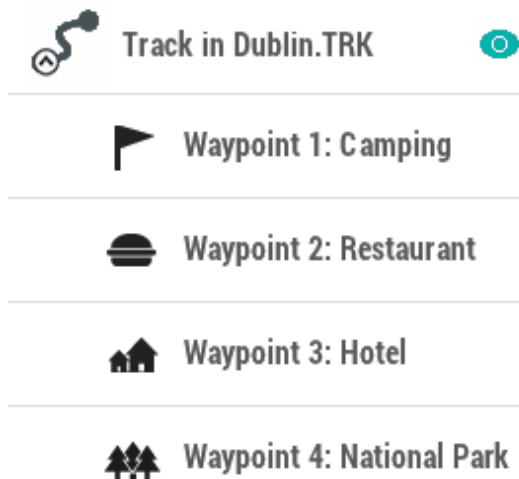 Track in Dublin.TRK
Waypoint 1: Camping
Waypoint 2: Restaurant
Waypoint 3: Hotel
Waypoint 4: National Park